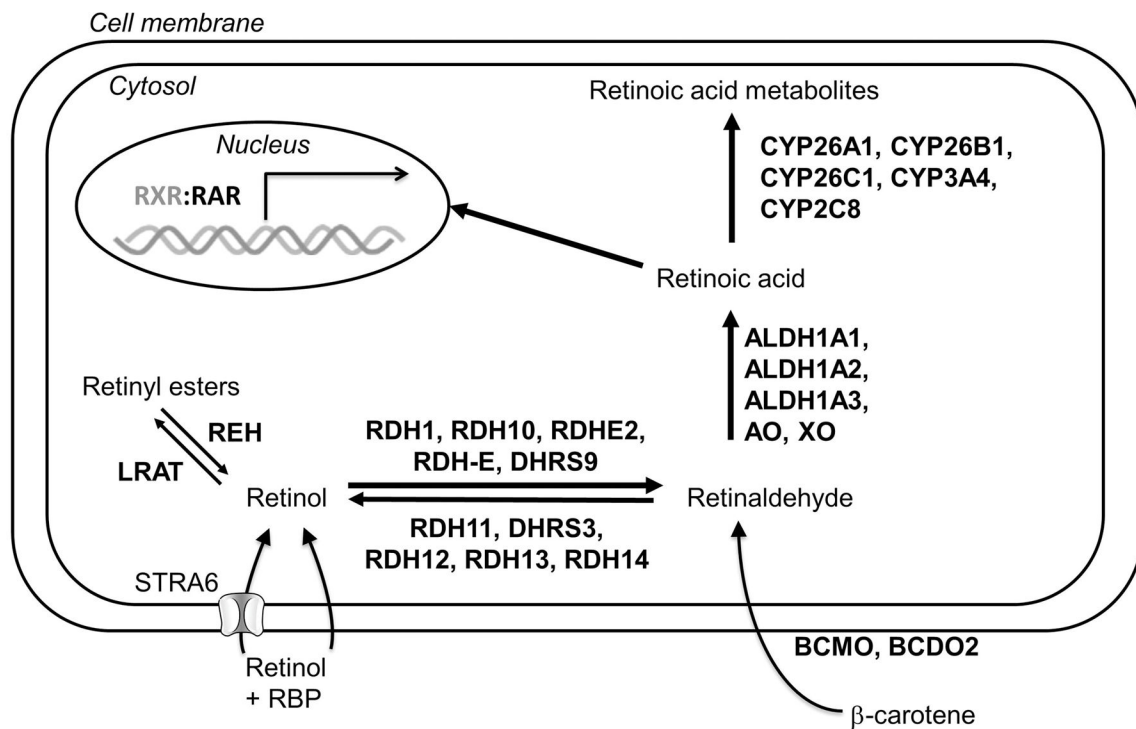 Cell membrane
Cytosol
Nucleus
RXR:RAR
Retinoic acid metabolites
CYP26A1, CYP26B1,
CYP26C1, CYP3A4,
CYP2C8
Retinoic acid
ALDH1A1,
ALDH1A2,
ALDH1A3,
AO, XO
Retinyl esters
REH
LRAT
Retinol
RDH1, RDH10, RDHE2,
RDH-E, DHRS9
RDH11, DHRS3,
RDH12, RDH13, RDH14
Retinaldehyde
STRA6
Retinol
+ RBP
BCMO, BCDO2
β-carotene